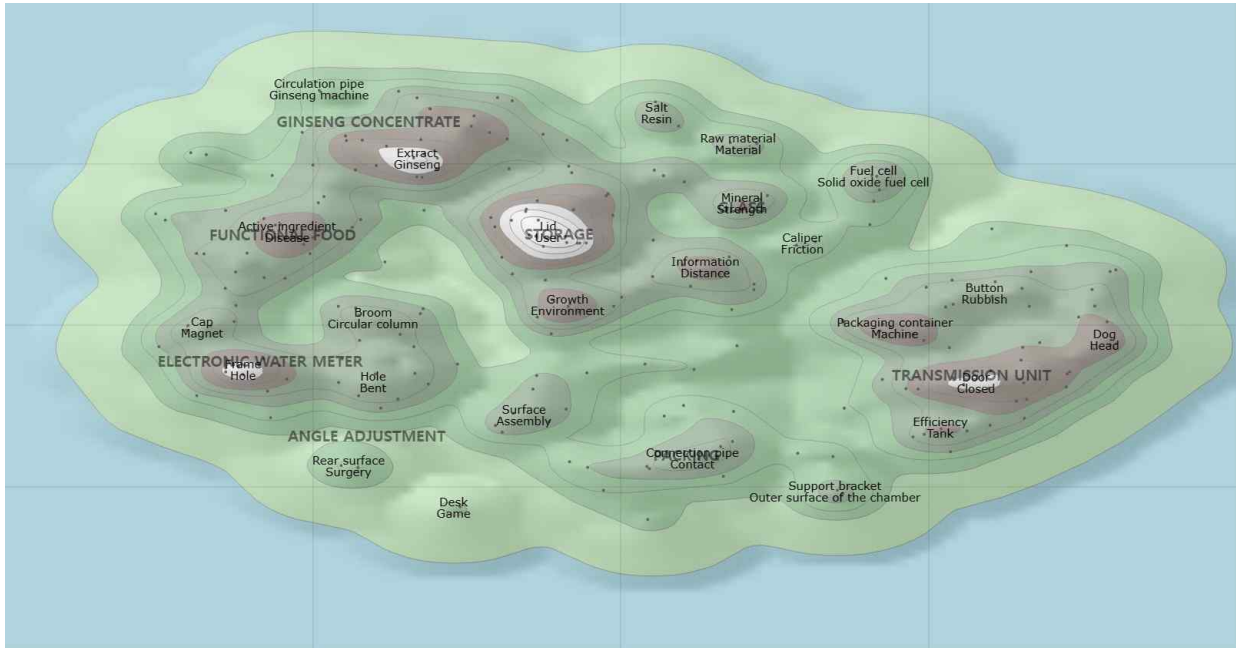 Circulation pipe
Ginseng machine
GINSENG CONCENTRATE
Extract
Ginseng
Salt
Resin
Raw material
Material
Fuel cell
Solid oxide fuel cell
Mineral
Strength
GLASS
Active ingredient
Disease
FUNCTIONAL FOOD
Lid
User
STORAGE
Caliper
Friction
Information
Distance
Growth
Environment
Button
Rubbish
Cap
Magnet
Broom
Circular column
Packaging container
Machine
Dog
Head
ELECTRONIC WATER METER
Frame
Hole
Hole
Bent
TRANSMISSION UNIT
Door
Closed
Surface
Assembly
Efficiency
Tank
ANGLE ADJUSTMENT
Rear surface
Surgery
Connection pipe
Contact
PACKING
Support bracket
Outer surface of the chamber
Desk
Game